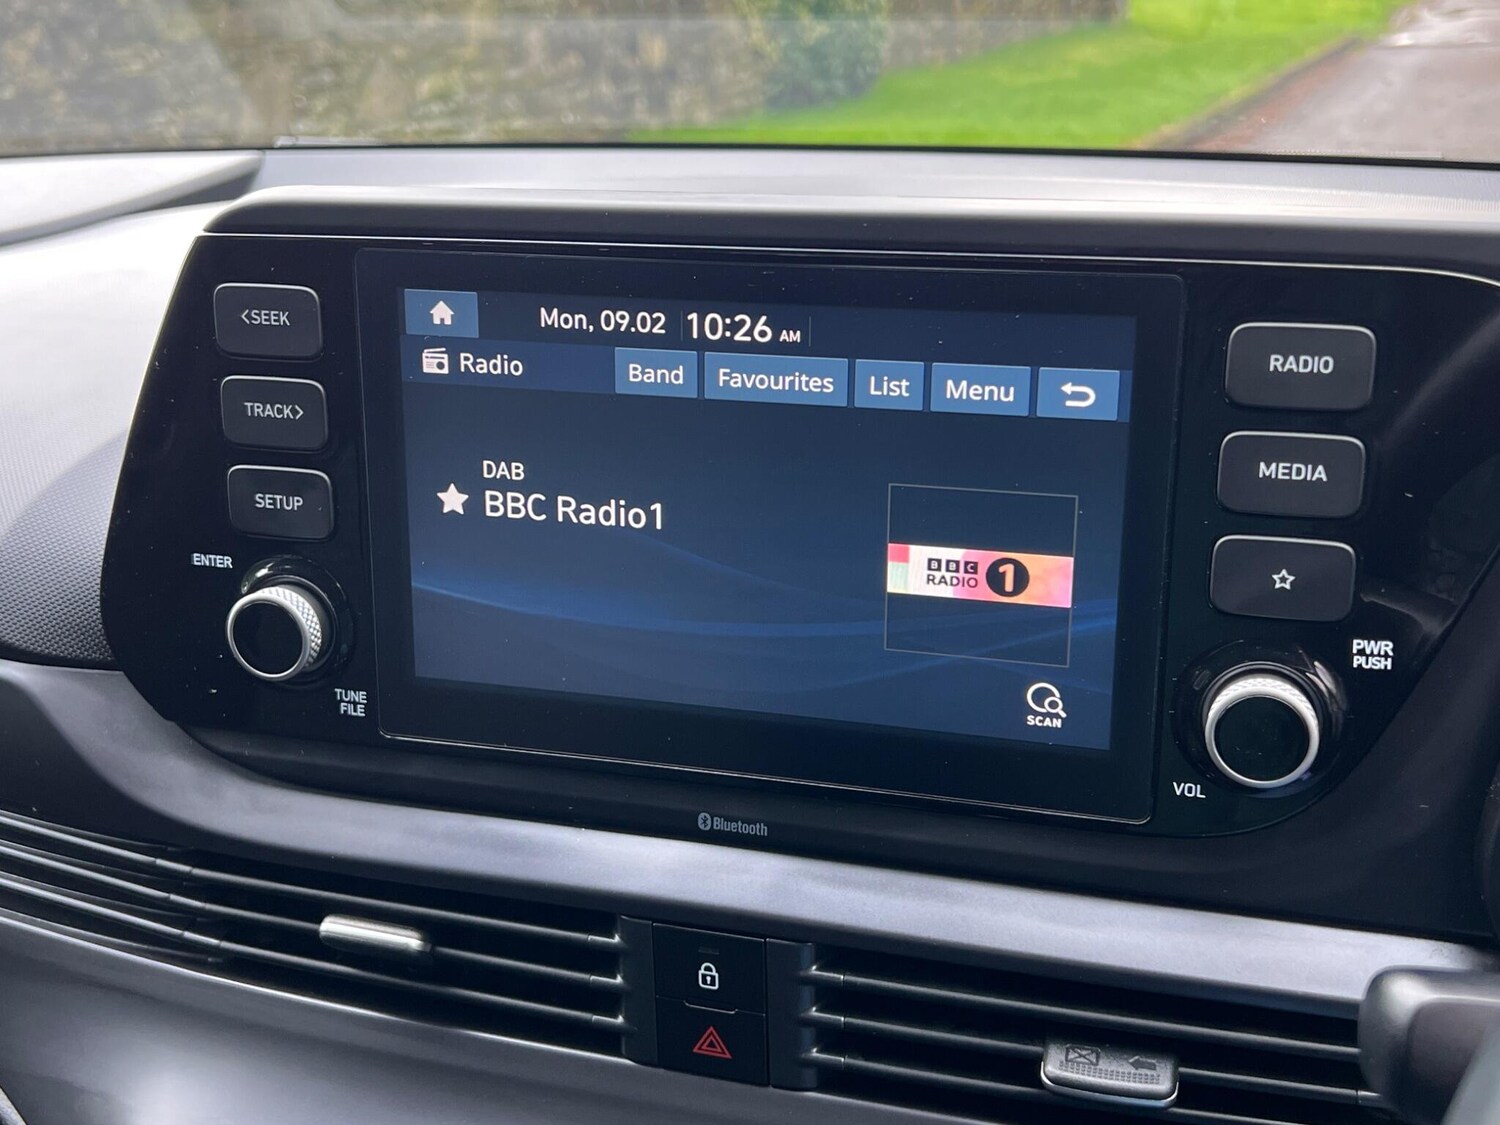 <SEEK
TRACK>
SETUP
ENTER
TUNE
FILE
Mon, 09.02 10:26 AM
Radio
Band
Favourites
List
Menu
DAB
BBC Radio1
BBC
RADIO 1
SCAN
RADIO
MEDIA
PWR
PUSH
VOL
Bluetooth